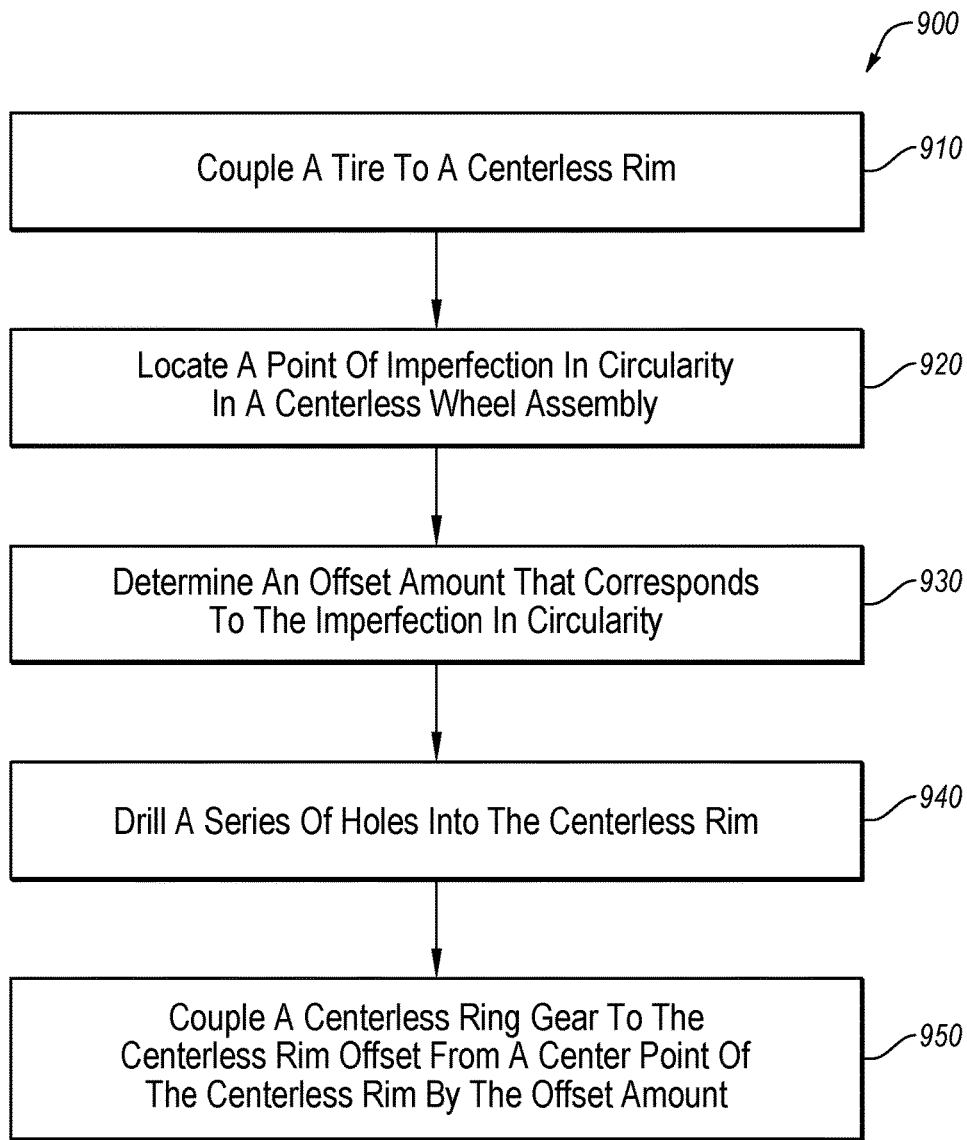 900
Couple A Tire To A Centerless Rim
910
Locate A Point Of Imperfection In Circularity
In A Centerless Wheel Assembly
920
Determine An Offset Amount That Corresponds
To The Imperfection In Circularity
930
Drill A Series Of Holes Into The Centerless Rim
940
Couple A Centerless Ring Gear To The
Centerless Rim Offset From A Center Point Of
The Centerless Rim By The Offset Amount
950